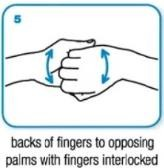 5
backs of fingers to opposing
palms with fingers interlocked